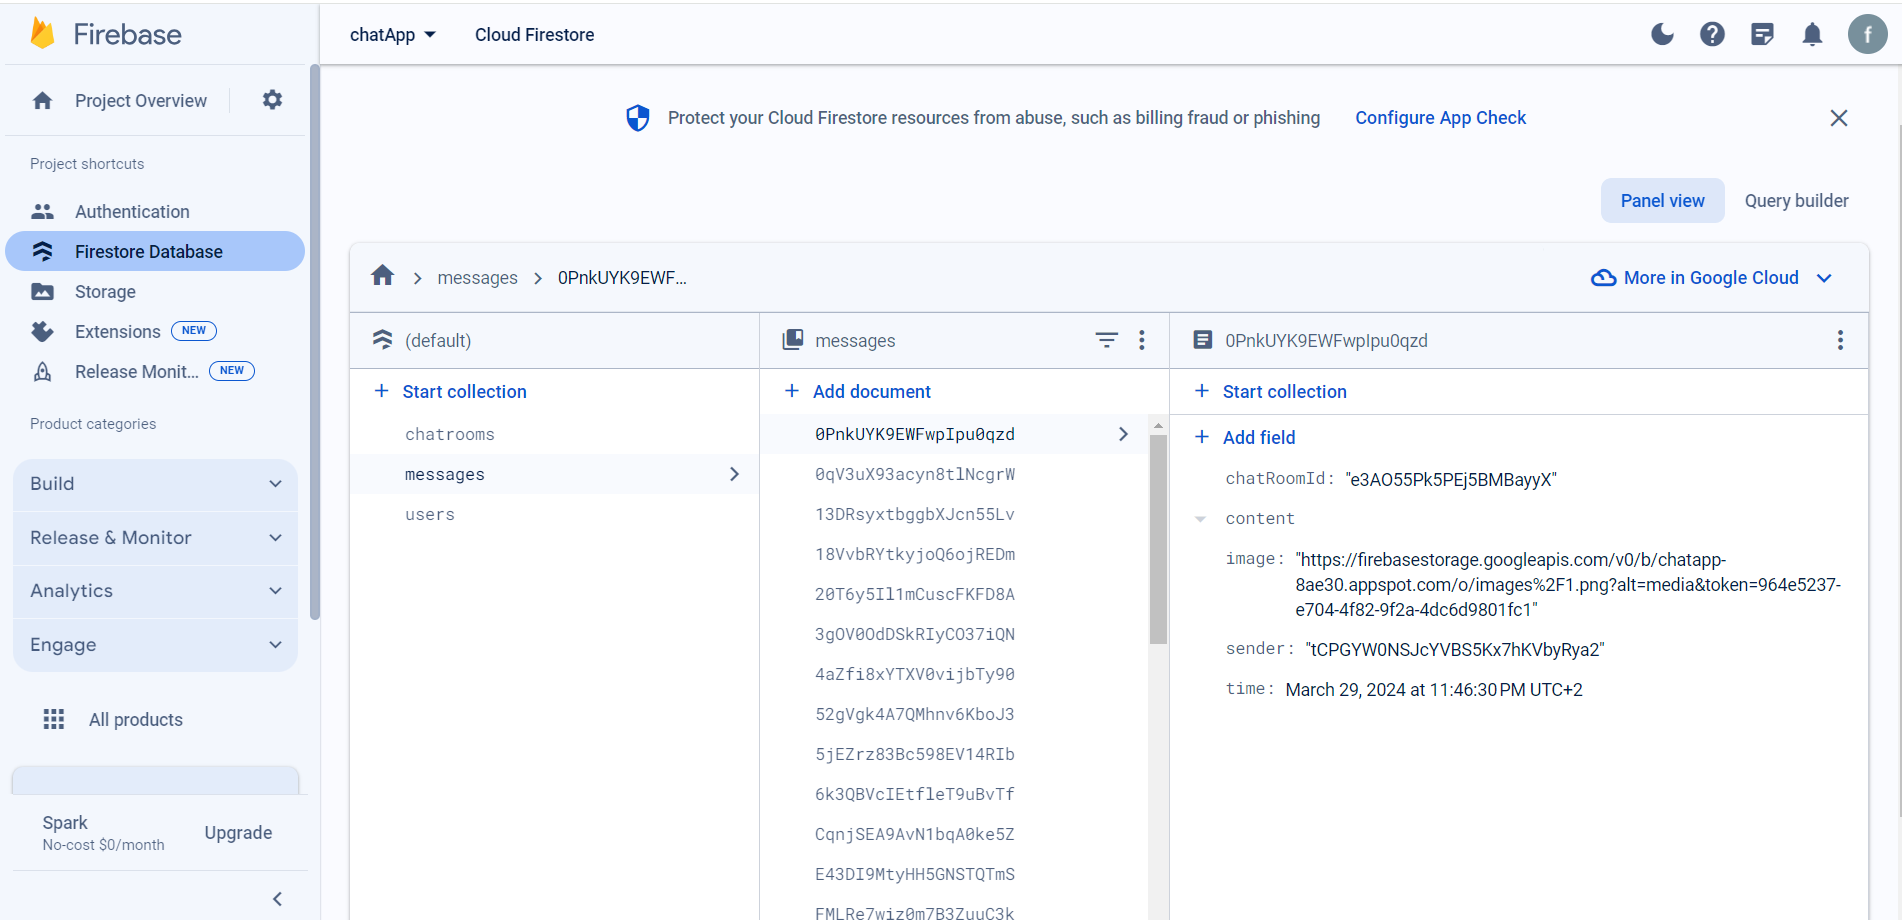 Firebase
chatApp
Cloud Firestore
f
Project Overview
Project shortcuts
Authentication
Firestore Database
Storage
Extensions NEW
Release Monit... NEW
Product categories
Build
Release & Monitor
Analytics
Engage
All products
Spark
No-cost $0/month
Upgrade
Protect your Cloud Firestore resources from abuse, such as billing fraud or phishing Configure App Check
Panel view
Query builder
messages
0PnkUYK9EWF...
More in Google Cloud
(default)
+ Start collection
chatrooms
messages
users
messages
+ Add document
0PnkUYK9EWFwpIpu0qzd
0qV3uX93acyn8tlNcgrW
13DRsyxtbggbXJcn55Lv
18VvbRYtkyjoQ6ojREDm
20T6y5Il1mCuscFKFD8A
3gOV0OdDSkRIyCO37iQN
4aZfi8xYTXV0vijbTy90
52gVgk4A7QMhnv6KboJ3
5jEZrz83Bc598EV14RIb
6k3QBVcIEtfleT9uBvTf
CqnjSEA9AvN1bqA0ke5Z
E43DI9MtyHH5GNSTQTmS
FMLRe7wiz0m7B3ZuuC3k
0PnkUYK9EWFwpIpu0qzd
+ Start collection
+ Add field
chatRoomId: "e3AO55Pk5PEj5BMBayyX"
content
image: "https://firebasestorage.googleapis.com/v0/b/chatapp-
8ae30.appspot.com/o/images%2F1.png?alt=media&token=964e5237-
e704-4f82-9f2a-4dc6d9801fc1"
sender: "tCPGYW0NSJcYVBS5Kx7hKVbyRya2"
time: March 29, 2024 at 11:46:30 PM UTC+2